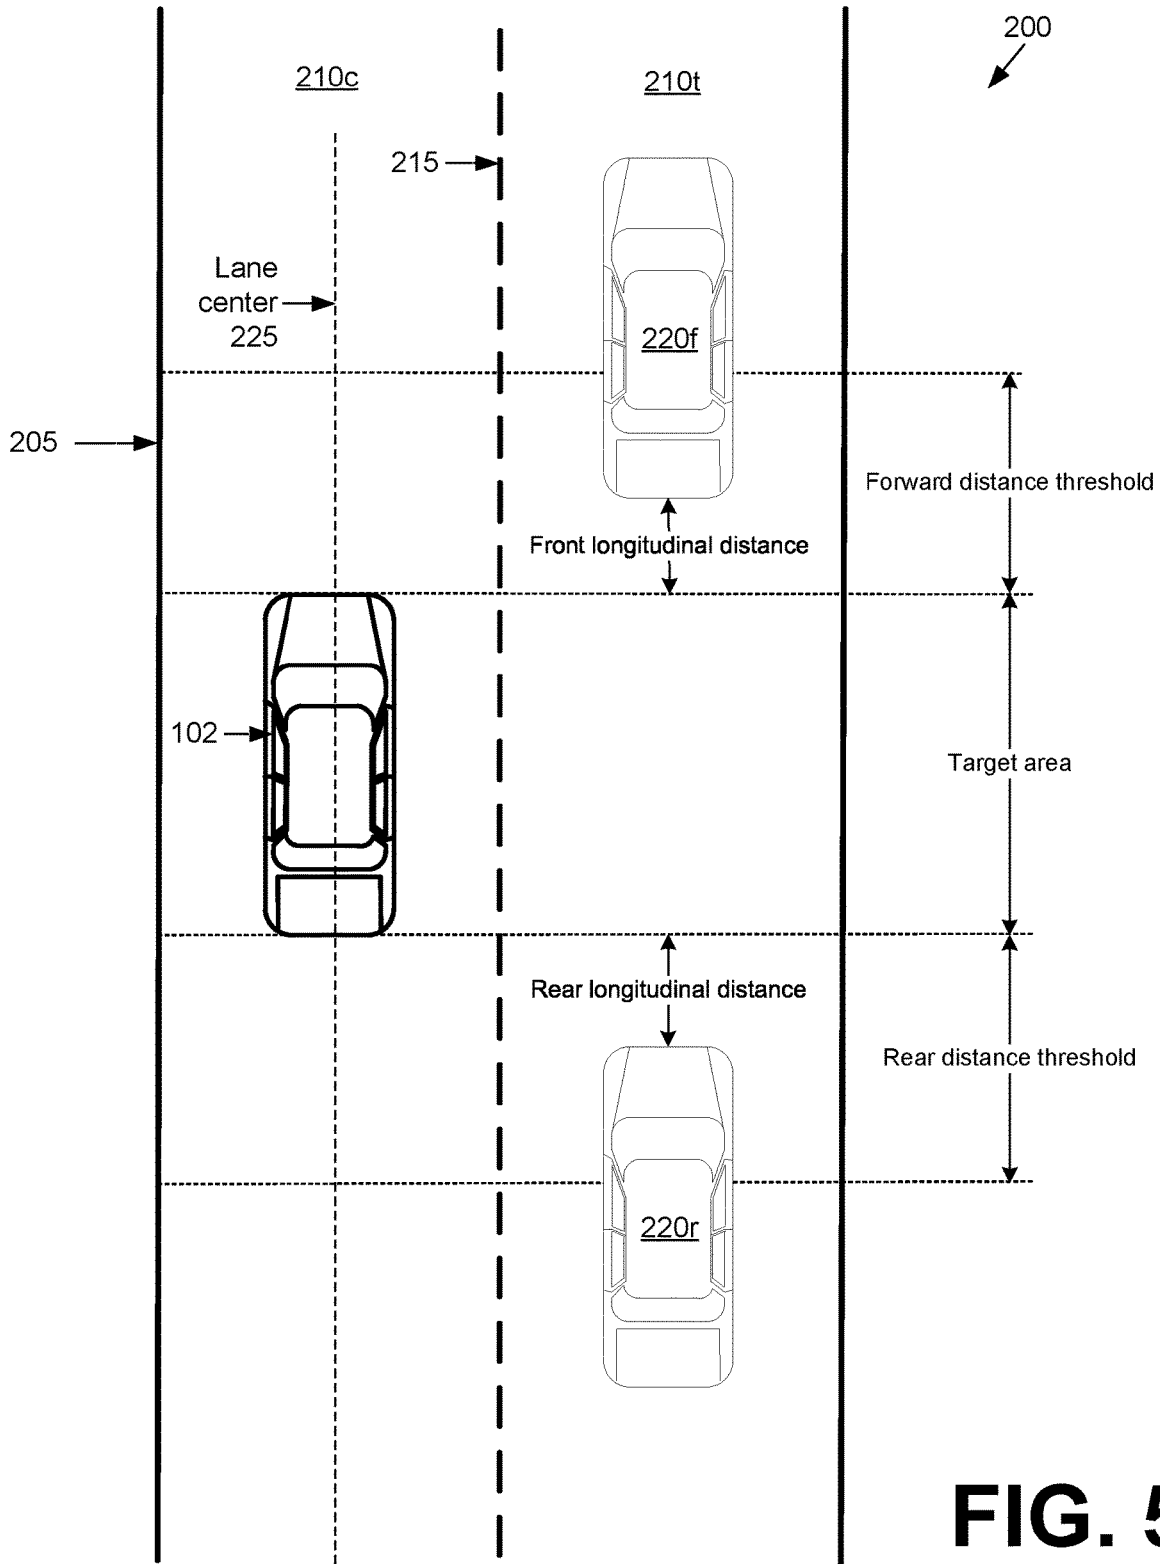 200
210c
210t
215
Lane
center
225
220f
205
Forward distance threshold
Front longitudinal distance
102
Target area
Rear longitudinal distance
Rear distance threshold
220r
FIG. 5